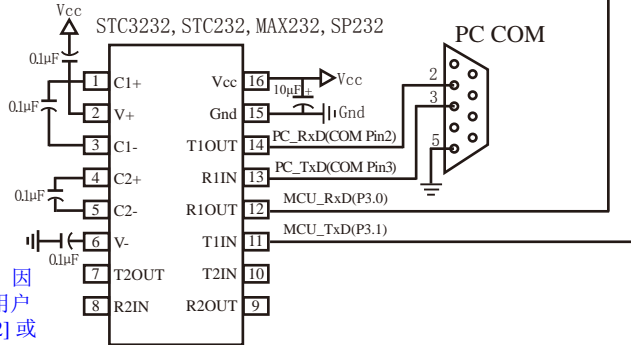 Vcc
STC3232, STC232, MAX232, SP232
PC COM
0.1μF
0.1μF
1 C1+ Vcc 16
10μF + Vcc
2 V+ Gnd 15 Gnd
3 C1- T1OUT 14 PC_RxD(COM Pin2)
4 C2+ R1IN 13 PC_TxD(COM Pin3)
0.1μF
5 C2- R1OUT 12 MCU_RxD(P3.0)
6 V- T1IN 11 MCU_TxD(P3.1)
0.1μF
7 T2OUT T2IN 10
8 R2IN R2OUT 9
2
3
5
因
用户
2] 或